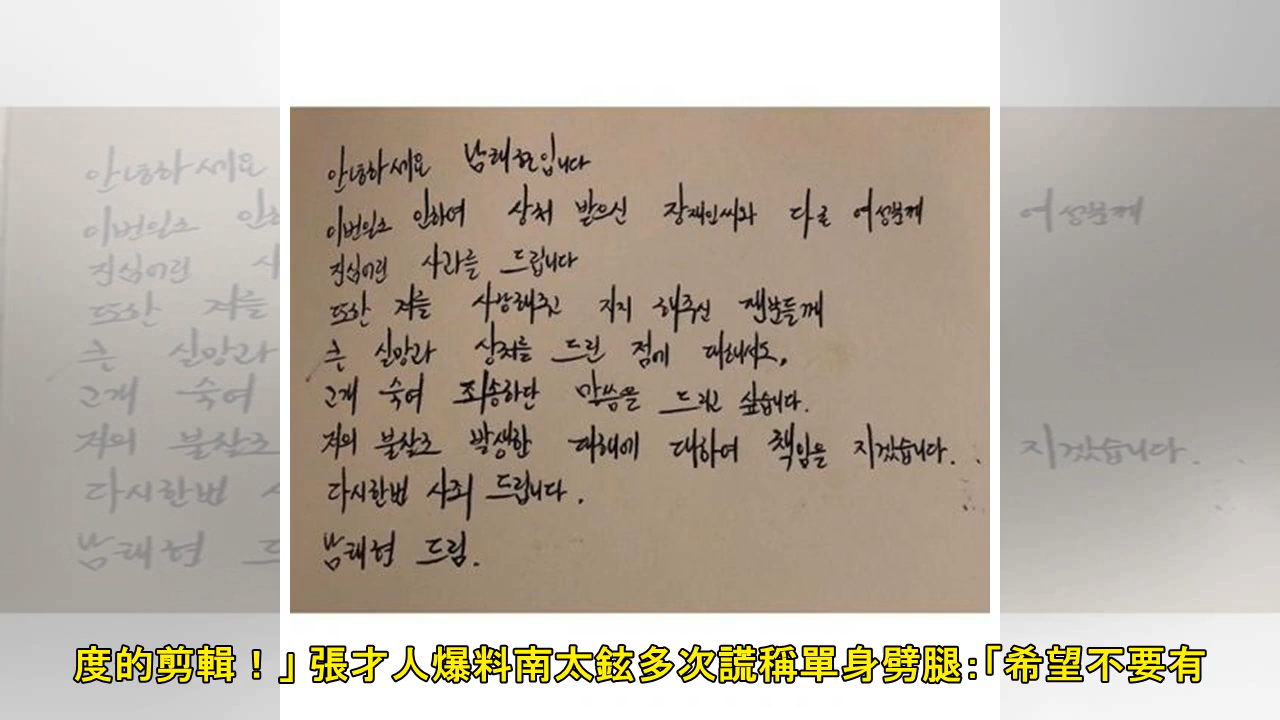 안녕하세요 남태현입니다
이번일로 인하여 상처 받으신 장재인씨와 다른 여성분께
진심어린 사과를 드립니다
또한 저를 사랑해주고 지지 해주신 팬분들께
큰 실망과 상처를 드린 점에 대해서도,
고개 숙여 죄송하단 말씀을 드리고 싶습니다.
저의 불찰로 발생한 피해에 대하여 책임을 지겠습니다.
다시한번 사죄 드립니다.
남태현 드림.
度的剪輯！」張才人爆料南太鉉多次謊稱單身劈腿:「希望不要有